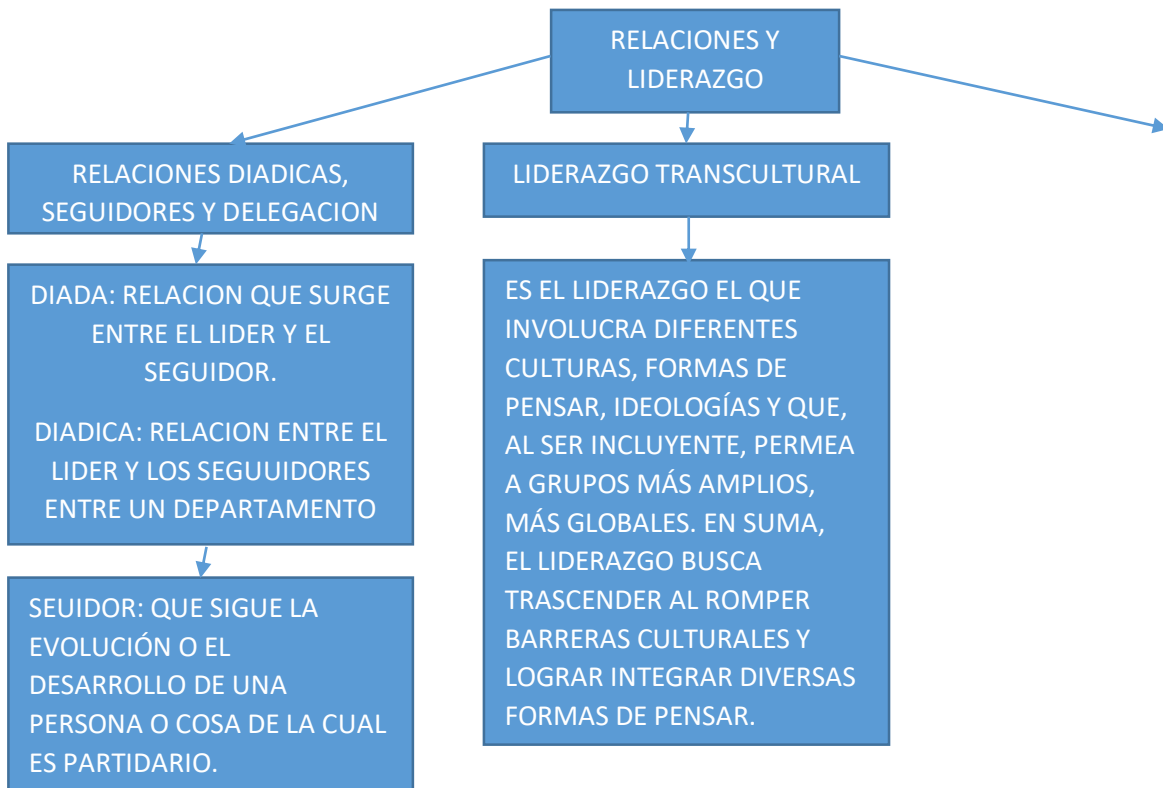 RELACIONES Y
LIDERAZGO
RELACIONES DIADICAS,
SEGUIDORES Y DELEGACION
DIADA: RELACION QUE SURGE
ENTRE EL LIDER Y EL
SEGUIDOR.
DIADICA: RELACION ENTRE EL
LIDER Y LOS SEGUUIDORES
ENTRE UN DEPARTAMENTO
SEUIDOR: QUE SIGUE LA
EVOLUCIÓN O EL
DESARROLLO DE UNA
PERSONA O COSA DE LA CUAL
ES PARTIDARIO.
LIDERAZGO TRANSCULTURAL
ES EL LIDERAZGO EL QUE
INVOLUCRA DIFERENTES
CULTURAS, FORMAS DE
PENSAR, IDEOLOGÍAS Y QUE,
AL SER INCLUYENTE, PERMEA
A GRUPOS MÁS AMPLIOS,
MÁS GLOBALES. EN SUMA,
EL LIDERAZGO BUSCA
TRASCENDER AL ROMPER
BARRERAS CULTURALES Y
LOGRAR INTEGRAR DIVERSAS
FORMAS DE PENSAR.